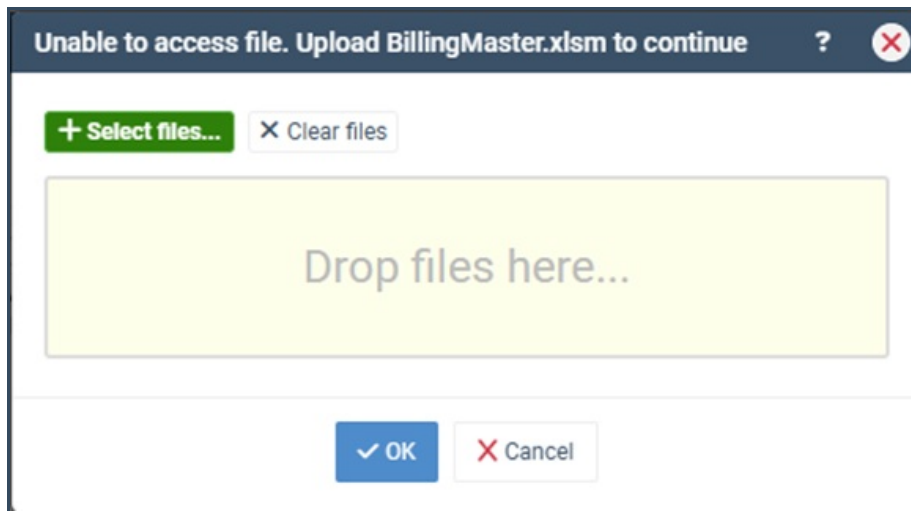 Unable to access file. Upload BillingMaster.xlsm to continue ?
+ Select files... × Clear files
Drop files here...
✓ OK × Cancel